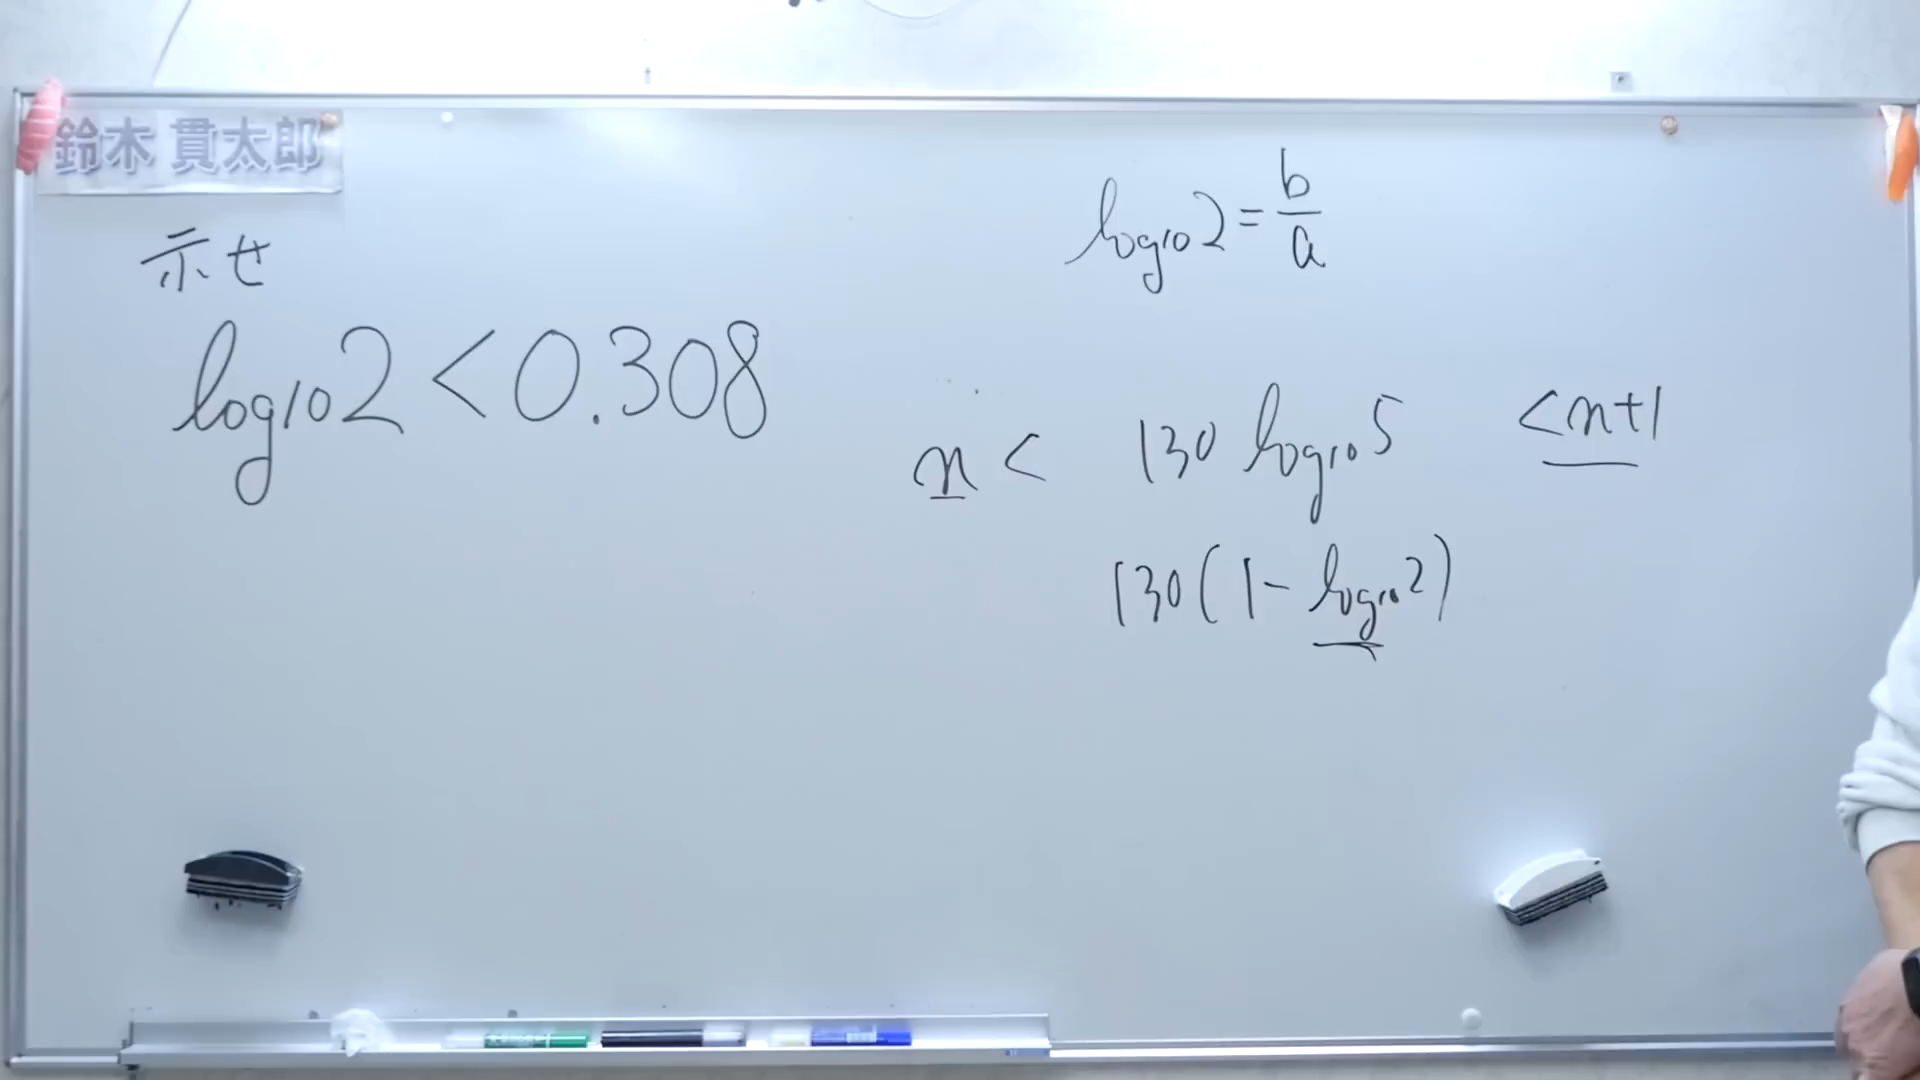 鈴木 貫太郎
示せ
log₁₀2<0.308
log₁₀2=b/a
n< 130 log₁₀5 <n+1
130(1-log₁₀2)